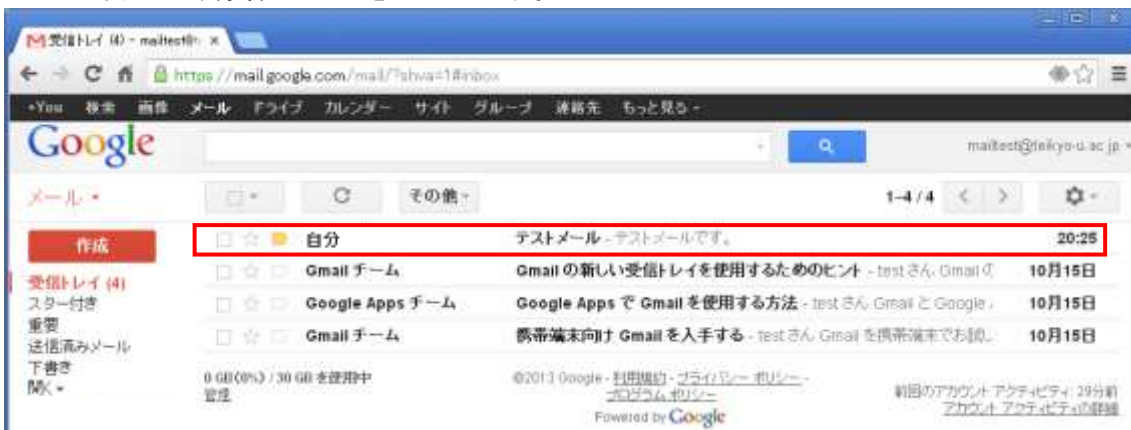 受信トレイ (4) - mailtest@ ×
https://mail.google.com/mail/?shva=1#inbox
+You 検索 画像 メール ドライブ カレンダー サイト グループ 連絡先 もっと見る
Google
mailtest@teikyo-u.ac.jp
メール
その他
1–4 / 4
作成
自分 テストメール - テストメールです。 20:25
受信トレイ (4)
Gmail チーム Gmail の新しい受信トレイを使用するためのヒント - test さん Gmail の 10月15日
スター付き
Google Apps チーム Google Apps で Gmail を使用する方法 - test さん Gmail と Google 10月15日
重要
Gmail チーム 携帯端末向け Gmail を入手する - test さん Gmail を携帯端末でお 10月15日
送信済みメール
下書き
開く
0 GB (0%) / 30 GB を使用中
管理
©2013 Google - 利用規約 - プライバシー ポリシー -
プログラム ポリシー
Powered by Google
前回のアカウント アクティビティ: 29分前
アカウント アクティビティの詳細